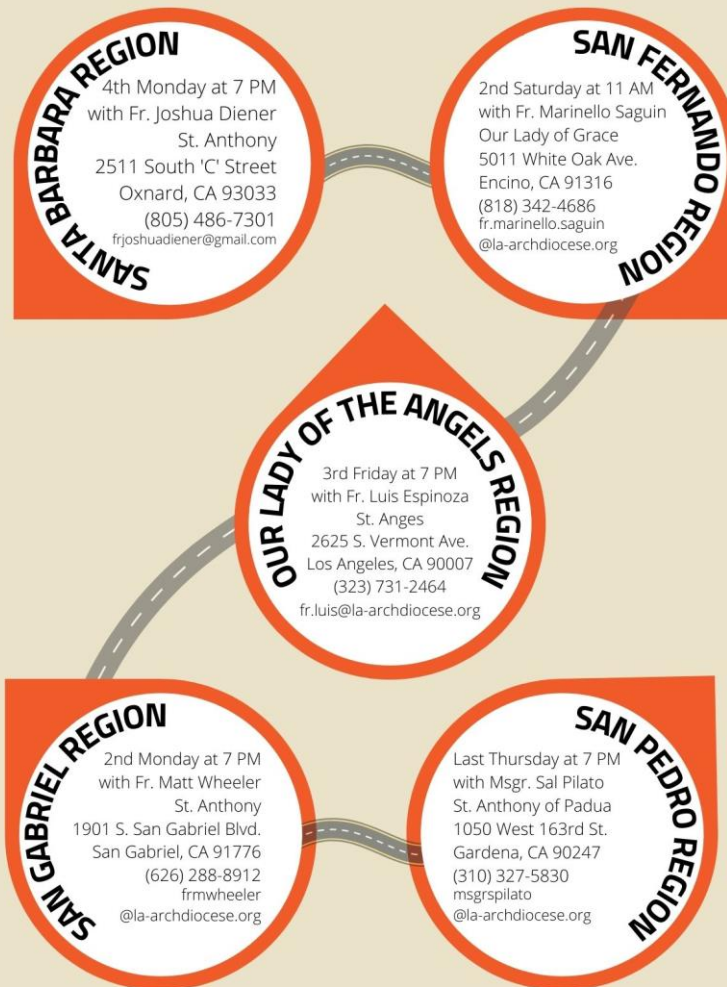 SANTA BARBARA REGION
4th Monday at 7 PM
with Fr. Joshua Diener
St. Anthony
2511 South 'C' Street
Oxnard, CA 93033
(805) 486-7301
frjoshuadiener@gmail.com
SAN FERNANDO REGION
2nd Saturday at 11 AM
with Fr. Marinello Saguin
Our Lady of Grace
5011 White Oak Ave.
Encino, CA 91316
(818) 342-4686
fr.marinello.saguin
@la-archdiocese.org
OUR LADY OF THE ANGELS REGION
3rd Friday at 7 PM
with Fr. Luis Espinoza
St. Anges
2625 S. Vermont Ave.
Los Angeles, CA 90007
(323) 731-2464
fr.luis@la-archdiocese.org
SAN GABRIEL REGION
2nd Monday at 7 PM
with Fr. Matt Wheeler
St. Anthony
1901 S. San Gabriel Blvd.
San Gabriel, CA 91776
(626) 288-8912
frmwheeler
@la-archdiocese.org
SAN PEDRO REGION
Last Thursday at 7 PM
with Msgr. Sal Pilato
St. Anthony of Padua
1050 West 163rd St.
Gardena, CA 90247
(310) 327-5830
msgrspilato
@la-archdiocese.org